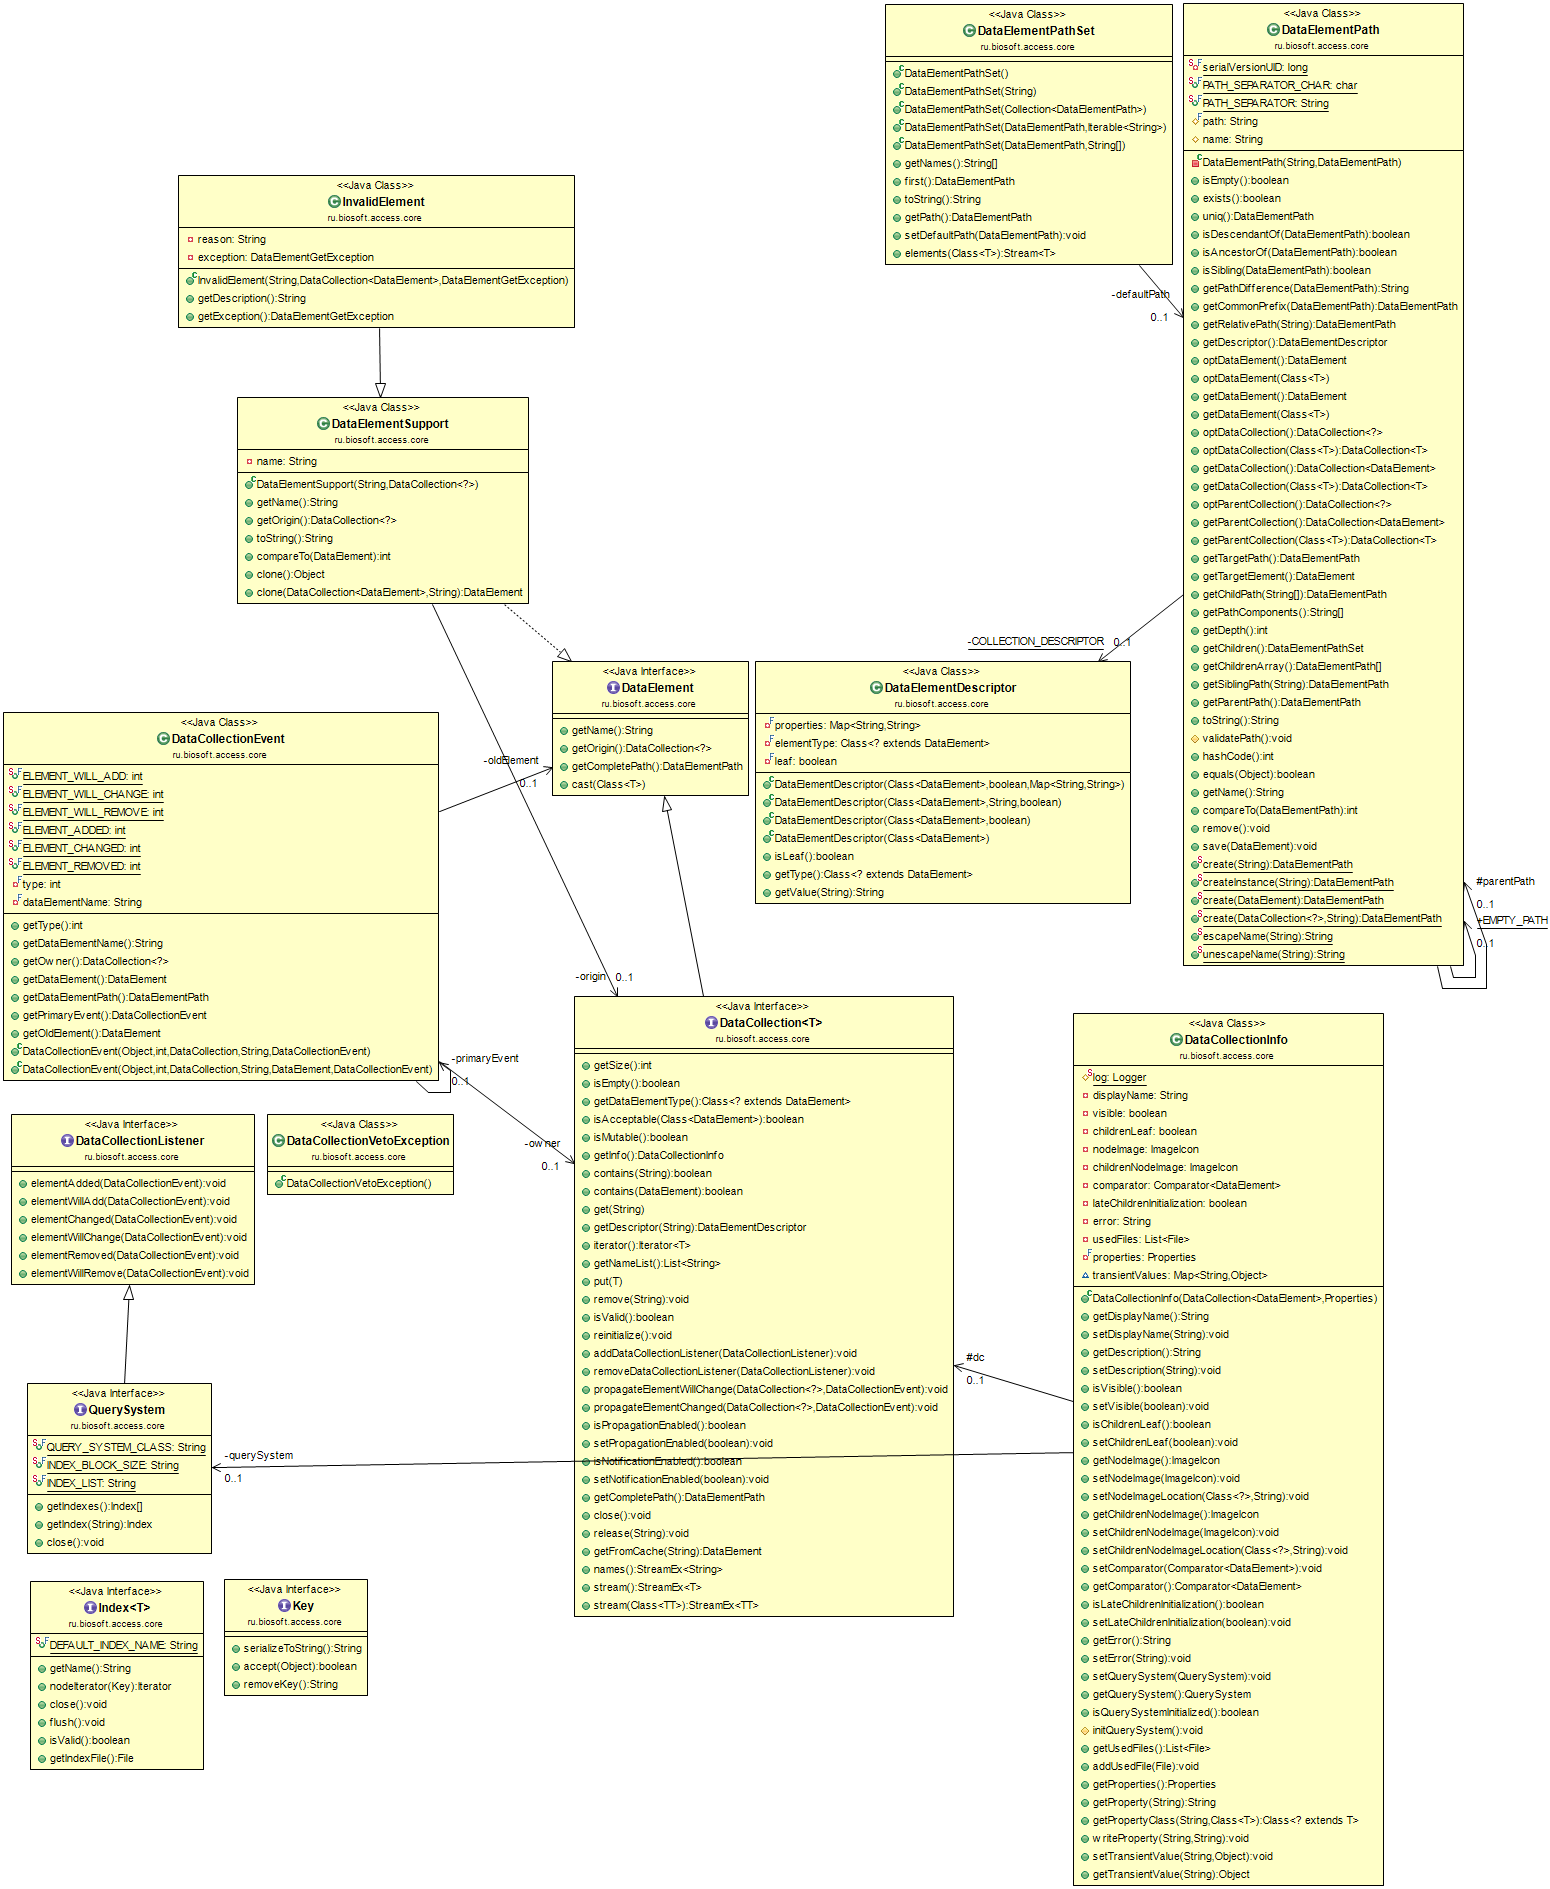 <<Java Class>>
DataElementPathSet
ru.biosoft.access.core
DataElementPathSet()
DataElementPathSet(String)
DataElementPathSet(Collection<DataElementPath>)
DataElementPathSet(DataElementPath,Iterable<String>)
DataElementPathSet(DataElementPath,String[])
getNames():String[]
first():DataElementPath
toString():String
getPath():DataElementPath
setDefaultPath(DataElementPath):void
elements(Class<T>):Stream<T>
-defaultPath
0..1
<<Java Class>>
DataElementPath
ru.biosoft.access.core
serialVersionUID: long
PATH_SEPARATOR_CHAR: char
PATH_SEPARATOR: String
path: String
name: String
DataElementPath(String,DataElementPath)
isEmpty():boolean
exists():boolean
uniq():DataElementPath
isDescendantOf(DataElementPath):boolean
isAncestorOf(DataElementPath):boolean
isSibling(DataElementPath):boolean
getPathDifference(DataElementPath):String
getCommonPrefix(DataElementPath):DataElementPath
getRelativePath(String):DataElementPath
getDescriptor():DataElementDescriptor
optDataElement():DataElement
optDataElement(Class<T>)
getDataElement():DataElement
getDataElement(Class<T>)
optDataCollection():DataCollection<?>
optDataCollection(Class<T>):DataCollection<T>
getDataCollection():DataCollection<DataElement>
getDataCollection(Class<T>):DataCollection<T>
optParentCollection():DataCollection<?>
getParentCollection():DataCollection<DataElement>
getParentCollection(Class<T>):DataCollection<T>
getTargetPath():DataElementPath
getTargetElement():DataElement
getChildPath(String[]):DataElementPath
getPathComponents():String[]
getDepth():int
getChildren():DataElementPathSet
getChildrenArray():DataElementPath[]
getSiblingPath(String):DataElementPath
getParentPath():DataElementPath
toString():String
validatePath():void
hashCode():int
equals(Object):boolean
getName():String
compareTo(DataElementPath):int
remove():void
save(DataElement):void
create(String):DataElementPath
createInstance(String):DataElementPath
create(DataElement):DataElementPath
create(DataCollection<?>,String):DataElementPath
escapeName(String):String
unescapeName(String):String
#parentPath
0..1
+EMPTY_PATH
0..1
<<Java Class>>
InvalidElement
ru.biosoft.access.core
reason: String
exception: DataElementGetException
InvalidElement(String,DataCollection<DataElement>,DataElementGetException)
getDescription():String
getException():DataElementGetException
<<Java Class>>
DataElementSupport
ru.biosoft.access.core
name: String
DataElementSupport(String,DataCollection<?>)
getName():String
getOrigin():DataCollection<?>
toString():String
compareTo(DataElement):int
clone():Object
clone(DataCollection<DataElement>,String):DataElement
-COLLECTION_DESCRIPTOR
0..1
<<Java Interface>>
DataElement
ru.biosoft.access.core
getName():String
getOrigin():DataCollection<?>
getCompletePath():DataElementPath
cast(Class<T>)
<<Java Class>>
DataElementDescriptor
ru.biosoft.access.core
properties: Map<String,String>
elementType: Class<? extends DataElement>
leaf: boolean
DataElementDescriptor(Class<DataElement>,boolean,Map<String,String>)
DataElementDescriptor(Class<DataElement>,String,boolean)
DataElementDescriptor(Class<DataElement>,boolean)
DataElementDescriptor(Class<DataElement>)
isLeaf():boolean
getType():Class<? extends DataElement>
getValue(String):String
<<Java Class>>
DataCollectionEvent
ru.biosoft.access.core
ELEMENT_WILL_ADD: int
ELEMENT_WILL_CHANGE: int
ELEMENT_WILL_REMOVE: int
ELEMENT_ADDED: int
ELEMENT_CHANGED: int
ELEMENT_REMOVED: int
type: int
dataElementName: String
getType():int
getDataElementName():String
getOwner():DataCollection<?>
getDataElement():DataElement
getDataElementPath():DataElementPath
getPrimaryEvent():DataCollectionEvent
getOldElement():DataElement
DataCollectionEvent(Object,int,DataCollection,String,DataCollectionEvent)
DataCollectionEvent(Object,int,DataCollection,String,DataElement,DataCollectionEvent)
-oldElement
0..1
-origin
0..1
-primaryEvent
0..1
-owner
0..1
<<Java Interface>>
DataCollectionListener
ru.biosoft.access.core
elementAdded(DataCollectionEvent):void
elementWillAdd(DataCollectionEvent):void
elementChanged(DataCollectionEvent):void
elementWillChange(DataCollectionEvent):void
elementRemoved(DataCollectionEvent):void
elementWillRemove(DataCollectionEvent):void
<<Java Class>>
DataCollectionVetoException
ru.biosoft.access.core
DataCollectionVetoException()
<<Java Interface>>
DataCollection<T>
ru.biosoft.access.core
getSize():int
isEmpty():boolean
getDataElementType():Class<? extends DataElement>
isAcceptable(Class<DataElement>):boolean
isMutable():boolean
getInfo():DataCollectionInfo
contains(String):boolean
contains(DataElement):boolean
get(String)
getDescriptor(String):DataElementDescriptor
iterator():Iterator<T>
getNameList():List<String>
put(T)
remove(String):void
isValid():boolean
reinitialize():void
addDataCollectionListener(DataCollectionListener):void
removeDataCollectionListener(DataCollectionListener):void
propagateElementWillChange(DataCollection<?>,DataCollectionEvent):void
propagateElementChanged(DataCollection<?>,DataCollectionEvent):void
isPropagationEnabled():boolean
setPropagationEnabled(boolean):void
isNotificationEnabled():boolean
setNotificationEnabled(boolean):void
getCompletePath():DataElementPath
close():void
release(String):void
getFromCache(String):DataElement
names():StreamEx<String>
stream():StreamEx<T>
stream(Class<TT>):StreamEx<TT>
<<Java Class>>
DataCollectionInfo
ru.biosoft.access.core
log: Logger
displayName: String
visible: boolean
childrenLeaf: boolean
nodeImage: ImageIcon
childrenNodeImage: ImageIcon
comparator: Comparator<DataElement>
lateChildrenInitialization: boolean
error: String
usedFiles: List<File>
properties: Properties
transientValues: Map<String,Object>
DataCollectionInfo(DataCollection<DataElement>,Properties)
getDisplayName():String
setDisplayName(String):void
getDescription():String
setDescription(String):void
isVisible():boolean
setVisible(boolean):void
isChildrenLeaf():boolean
setChildrenLeaf(boolean):void
getNodeImage():ImageIcon
setNodeImage(ImageIcon):void
setNodeImageLocation(Class<?>,String):void
getChildrenNodeImage():ImageIcon
setChildrenNodeImage(ImageIcon):void
setChildrenNodeImageLocation(Class<?>,String):void
setComparator(Comparator<DataElement>):void
getComparator():Comparator<DataElement>
isLateChildrenInitialization():boolean
setLateChildrenInitialization(boolean):void
getError():String
setError(String):void
setQuerySystem(QuerySystem):void
getQuerySystem():QuerySystem
isQuerySystemInitialized():boolean
initQuerySystem():void
getUsedFiles():List<File>
addUsedFile(File):void
getProperties():Properties
getProperty(String):String
getPropertyClass(String,Class<T>):Class<? extends T>
writeProperty(String,String):void
setTransientValue(String,Object):void
getTransientValue(String):Object
#dc
0..1
-querySystem
0..1
<<Java Interface>>
QuerySystem
ru.biosoft.access.core
QUERY_SYSTEM_CLASS: String
INDEX_BLOCK_SIZE: String
INDEX_LIST: String
getIndexes():Index[]
getIndex(String):Index
close():void
<<Java Interface>>
Index<T>
ru.biosoft.access.core
DEFAULT_INDEX_NAME: String
getName():String
nodeIterator(Key):Iterator
close():void
flush():void
isValid():boolean
getIndexFile():File
<<Java Interface>>
Key
ru.biosoft.access.core
serializeToString():String
accept(Object):boolean
removeKey():String